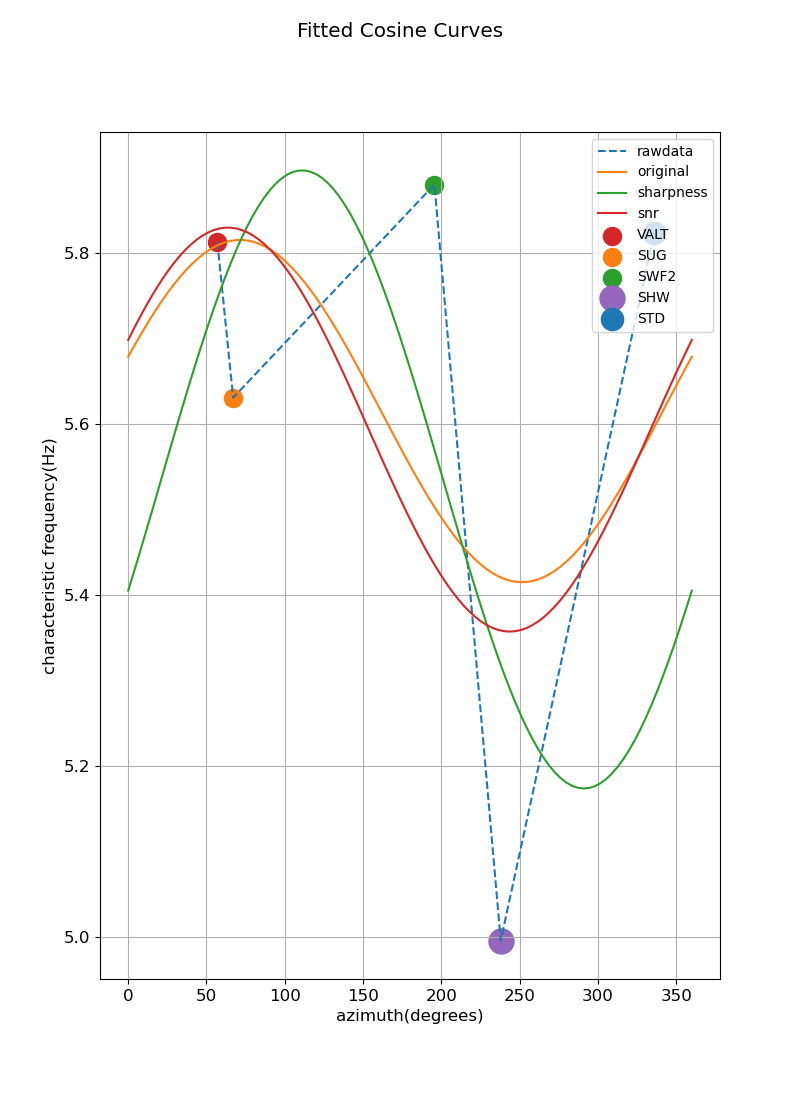 Fitted Cosine Curves
rawdata
original
sharpness
snr
VALT
SUG
SWF2
SHW
STD
5.8
5.6
5.4
5.2
5.0
characteristic frequency(Hz)
0 50 100 150 200 250 300 350
azimuth(degrees)